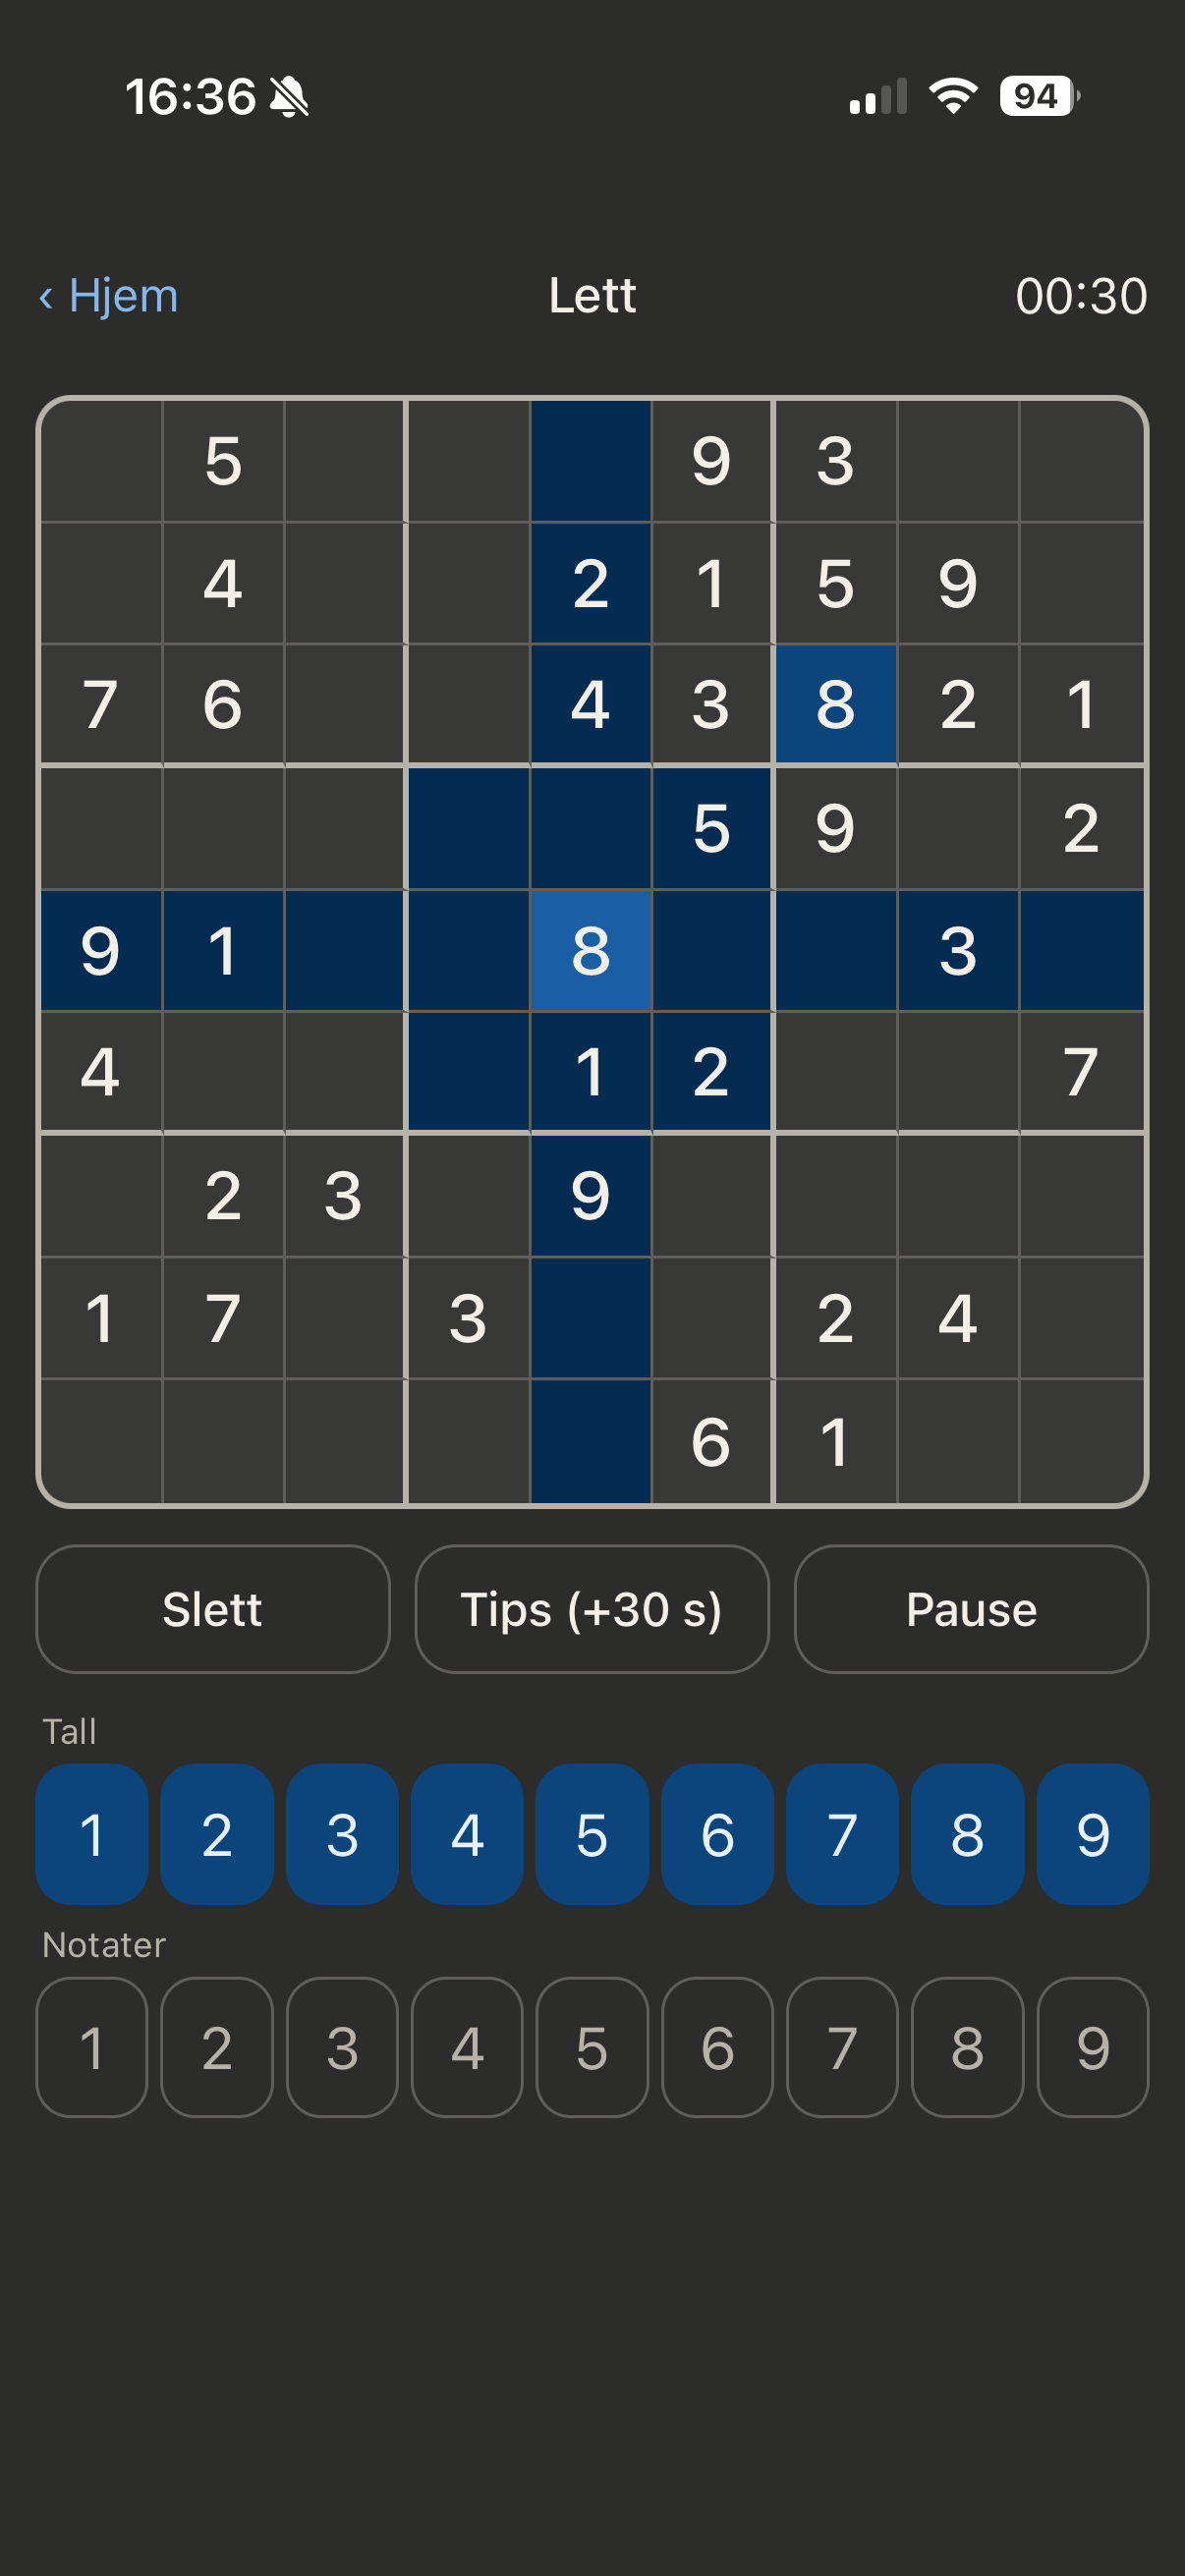 16:36 94
‹ Hjem Lett 00:30
5 9 3
4 2 1 5 9
7 6 4 3 8 2 1
5 9 2
9 1 8 3
4 1 2 7
2 3 9
1 7 3 2 4
6 1
Slett Tips (+30 s) Pause
Tall
1 2 3 4 5 6 7 8 9
Notater
1 2 3 4 5 6 7 8 9